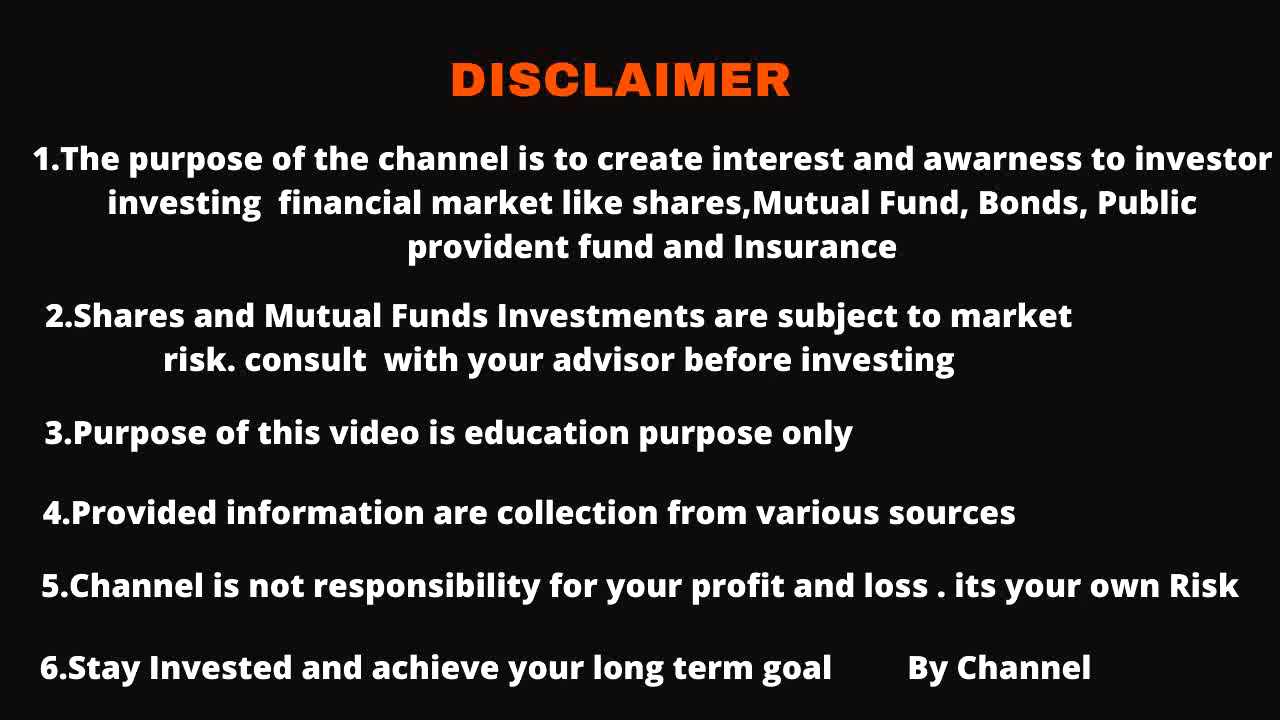 DISCLAIMER
1.The purpose of the channel is to create interest and awarness to investor
investing  financial market like shares,Mutual Fund, Bonds, Public
provident fund and Insurance
2.Shares and Mutual Funds Investments are subject to market
risk. consult  with your advisor before investing
3.Purpose of this video is education purpose only
4.Provided information are collection from various sources
5.Channel is not responsibility for your profit and loss . its your own Risk
6.Stay Invested and achieve your long term goal By Channel